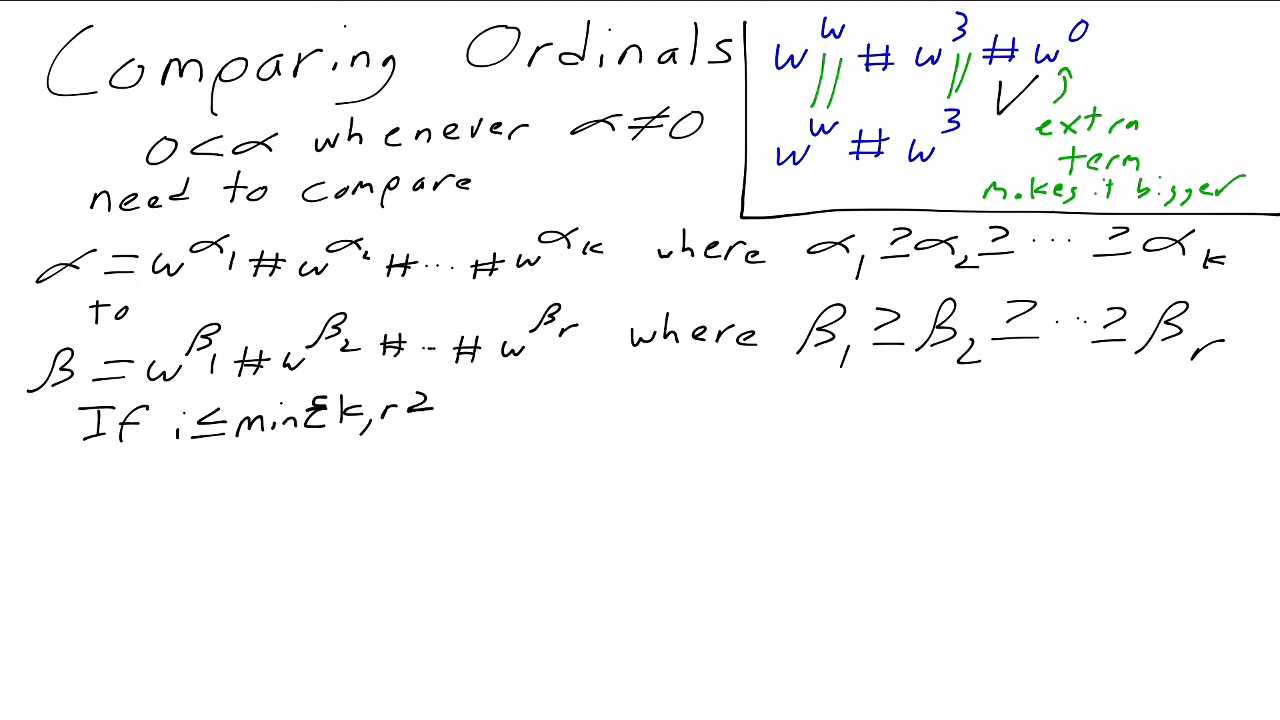 Comparing Ordinals
0<α whenever α≠0
need to compare
α=w^α₁ # w^α₂ # ... # w^αₖ where α₁≥α₂≥...≥αₖ
to
β=w^β₁ # w^β₂ # ... # w^βᵣ where β₁≥β₂≥...≥βᵣ
If i≤min{k,r}
w^w # w^3 # w^0
|| || V ↑
w^w # w^3
extra
term
makes it bigger